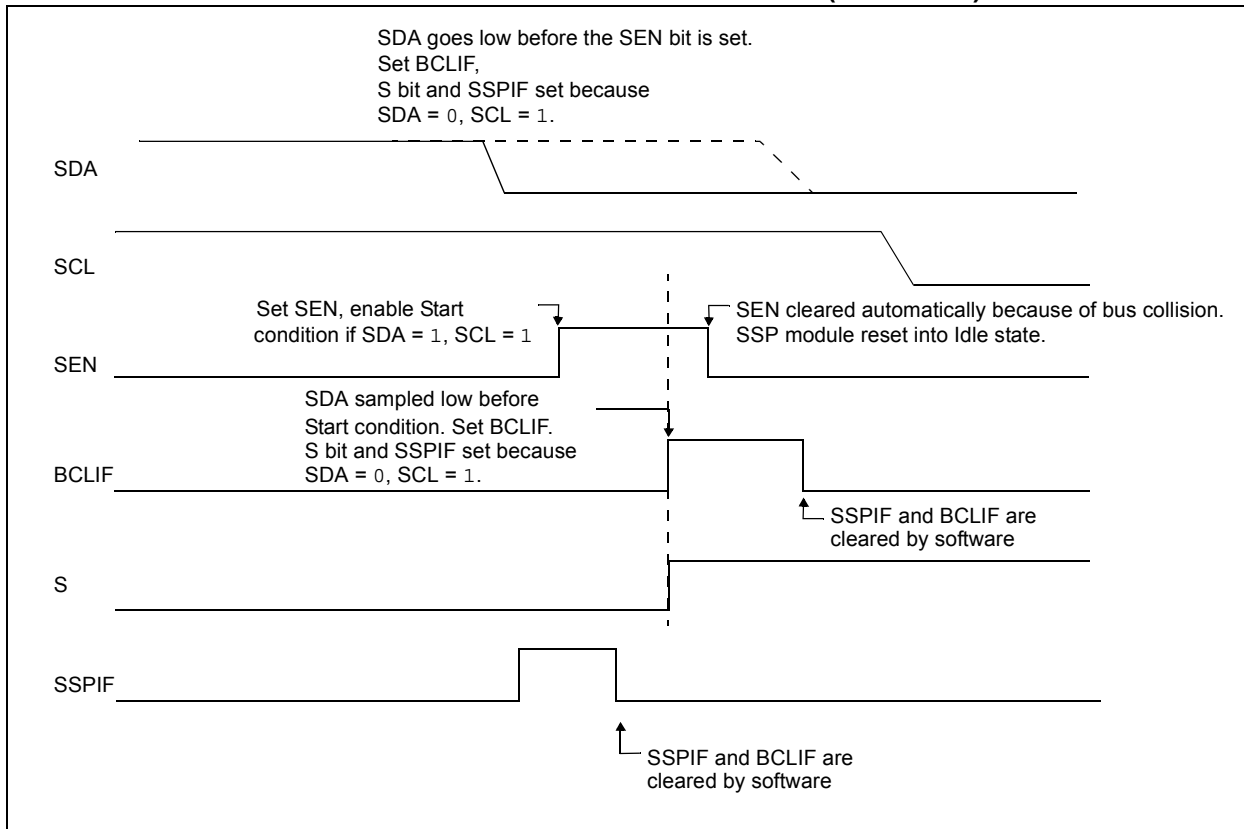 SDA goes low before the SEN bit is set.
Set BCLIF,
S bit and SSPIF set because
SDA = 0, SCL = 1.
SDA
SCL
Set SEN, enable Start
condition if SDA = 1, SCL = 1
SEN cleared automatically because of bus collision.
SSP module reset into Idle state.
SEN
SDA sampled low before
Start condition. Set BCLIF.
S bit and SSPIF set because
SDA = 0, SCL = 1.
BCLIF
SSPIF and BCLIF are
cleared by software
S
SSPIF
SSPIF and BCLIF are
cleared by software